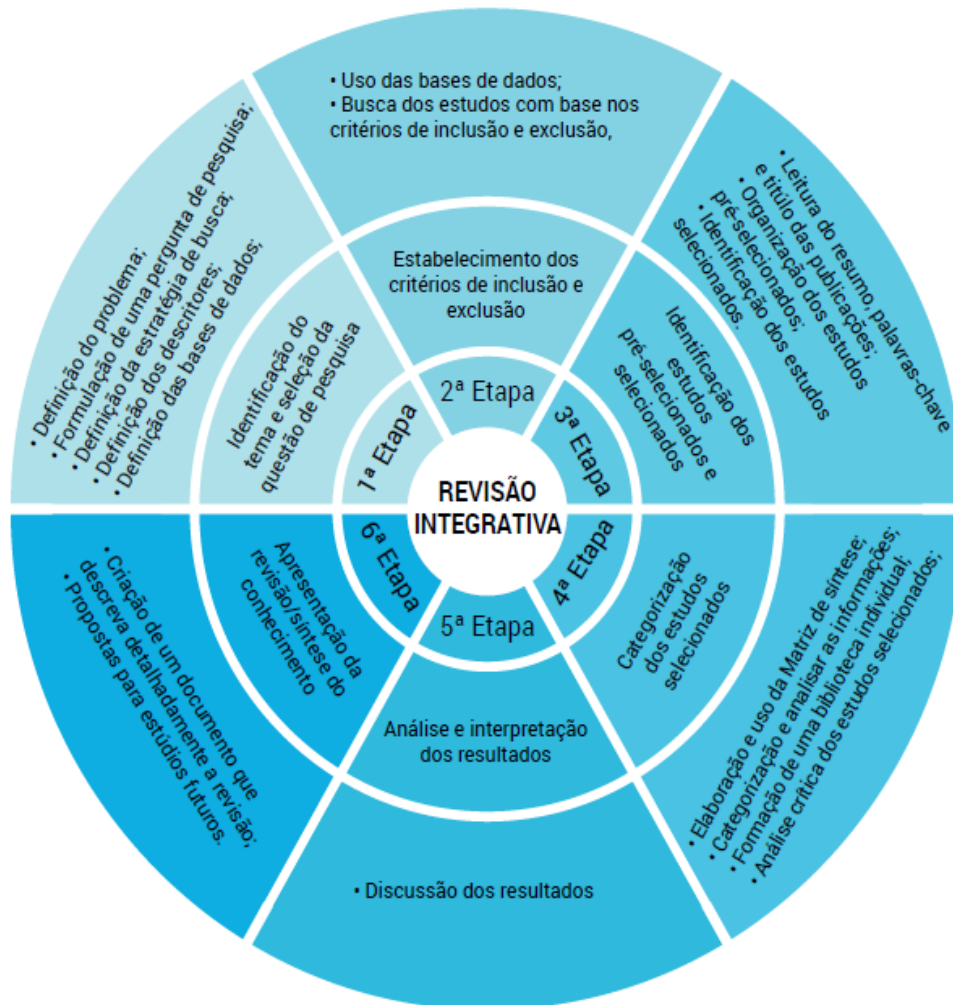 REVISÃO
INTEGRATIVA
1ª Etapa
Identificação do
tema e seleção da
questão de pesquisa
• Definição do problema;
• Formulação de uma pergunta de pesquisa;
• Definição da estratégia de busca;
• Definição dos descritores;
• Definição das bases de dados;
2ª Etapa
Estabelecimento dos
critérios de inclusão e
exclusão
• Uso das bases de dados;
• Busca dos estudos com base nos
critérios de inclusão e exclusão,
3ª Etapa
Identificação dos
estudos
pré-selecionados e
selecionados
• Leitura do resumo, palavras-chave
e titúlo das publicações;
• Organização dos estudos
pré-selecionados;
• Identificação dos estudos
selecionados.
4ª Etapa
Categorização
dos estudos
selecionados
• Elaboração e uso da Matriz de síntese;
• Categorização e analisar as informações;
• Formação de uma biblioteca individual;
• Análise crítica dos estudos selecionados;
5ª Etapa
Análise e interpretação
dos resultados
• Discussão dos resultados
6ª Etapa
Apresentação da
revisão/síntese do
conhecimento
• Criação de um documento que
descreva detalhadamente a revisão;
• Propostas para estúdios futuros.